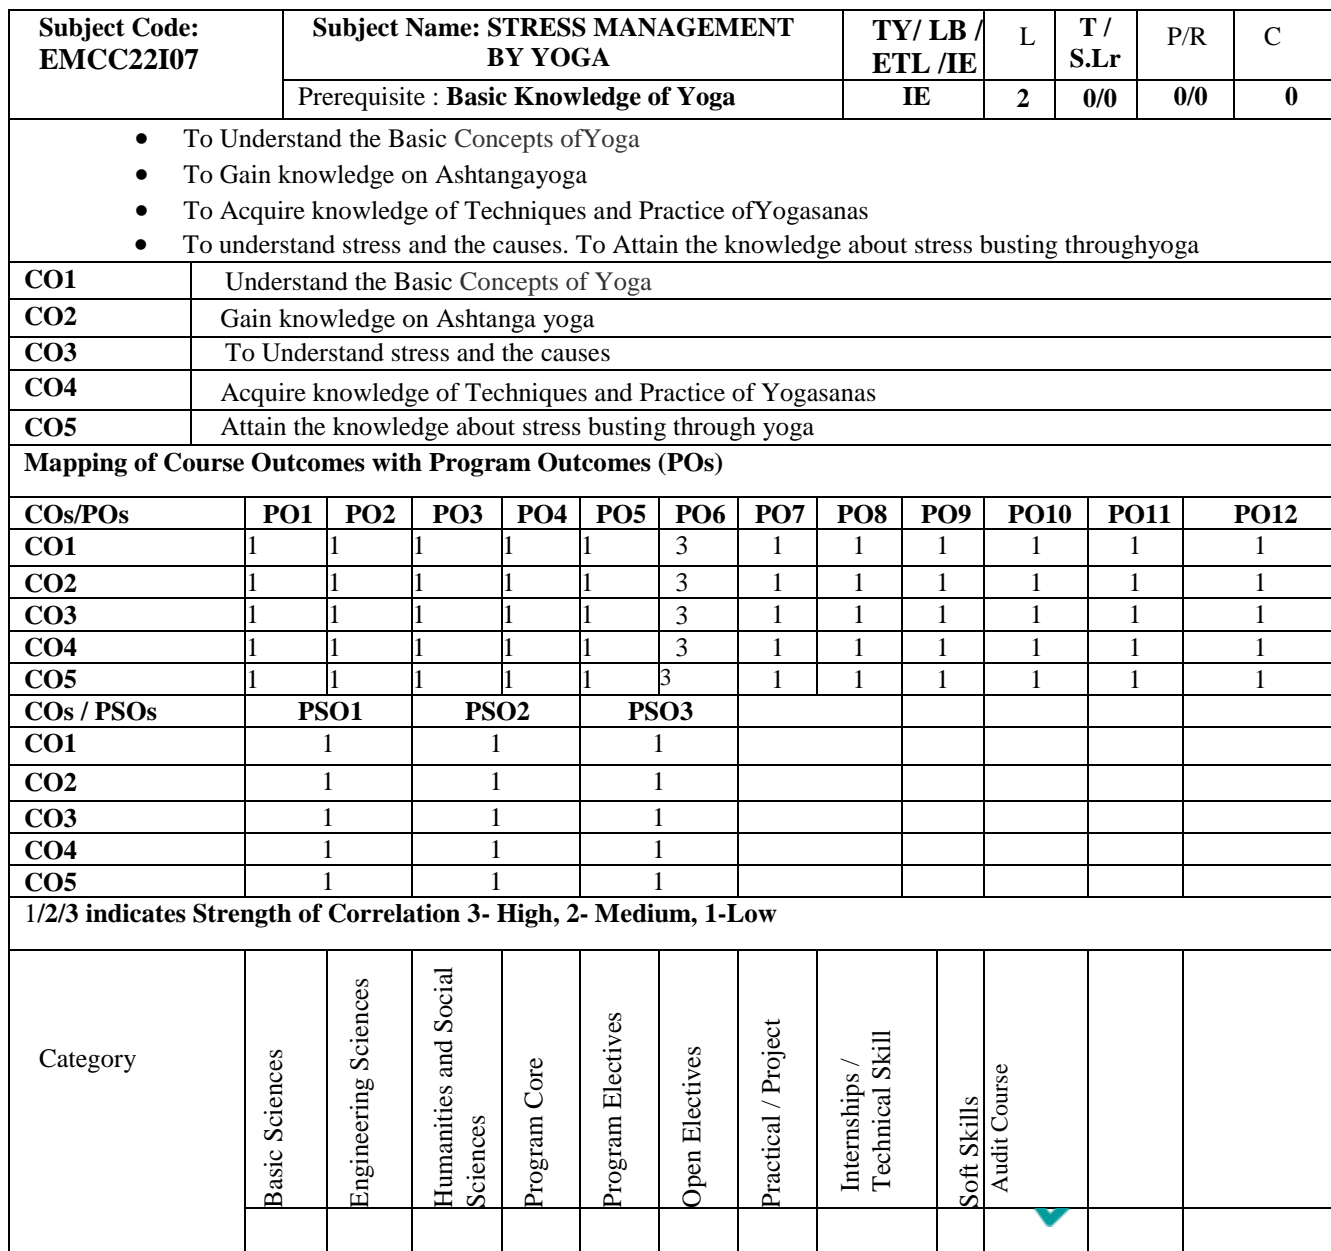 Subject Code: Subject Name: STRESS MANAGEMENT TY/ LB / L T / P/R C
EMCC22I07 BY YOGA ETL /IE S.Lr
Prerequisite : Basic Knowledge of Yoga IE 2 0/0 0/0 0
• To Understand the Basic Concepts ofYoga
• To Gain knowledge on Ashtangayoga
• To Acquire knowledge of Techniques and Practice ofYogasanas
• To understand stress and the causes. To Attain the knowledge about stress busting throughyoga
CO1 Understand the Basic Concepts of Yoga
CO2 Gain knowledge on Ashtanga yoga
CO3 To Understand stress and the causes
CO4 Acquire knowledge of Techniques and Practice of Yogasanas
CO5 Attain the knowledge about stress busting through yoga
Mapping of Course Outcomes with Program Outcomes (POs)
COs/POs PO1 PO2 PO3 PO4 PO5 PO6 PO7 PO8 PO9 PO10 PO11 PO12
CO1 1 1 1 1 1 3 1 1 1 1 1 1
CO2 1 1 1 1 1 3 1 1 1 1 1 1
CO3 1 1 1 1 1 3 1 1 1 1 1 1
CO4 1 1 1 1 1 3 1 1 1 1 1 1
CO5 1 1 1 1 1 3 1 1 1 1 1 1
COs / PSOs PSO1 PSO2 PSO3
CO1 1 1 1
CO2 1 1 1
CO3 1 1 1
CO4 1 1 1
CO5 1 1 1
1/2/3 indicates Strength of Correlation 3- High, 2- Medium, 1-Low
Category
Basic Sciences
Engineering Sciences
Humanities and Social
Sciences
Program Core
Program Electives
Open Electives
Practical / Project
Internships /
Technical Skill
Soft Skills
Audit Course